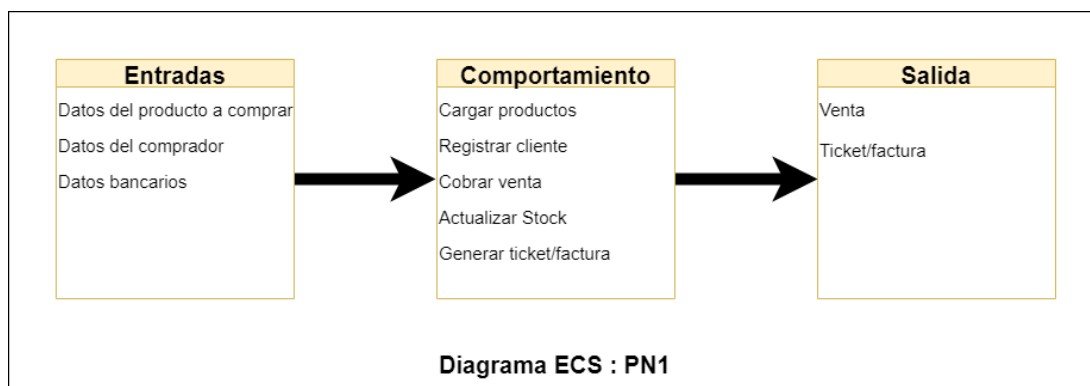 Entradas
Datos del producto a comprar
Datos del comprador
Datos bancarios
Comportamiento
Cargar productos
Registrar cliente
Cobrar venta
Actualizar Stock
Generar ticket/factura
Salida
Venta
Ticket/factura
Diagrama ECS : PN1